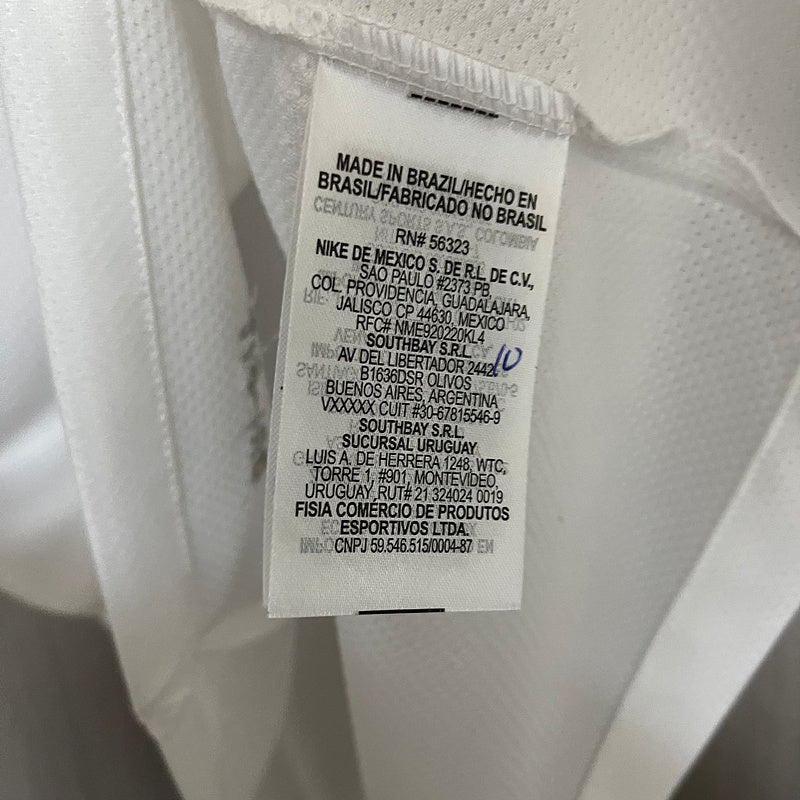 MADE IN BRAZIL/HECHO EN
BRASIL/FABRICADO NO BRASIL
CENTURY SPORTS S.A.S. COLOMBIA
RN# 56323
NIKE DE MEXICO S. DE R.L. DE C.V.,
SAO PAULO #2373 PB,
COL. PROVIDENCIA, GUADALAJARA,
JALISCO CP 44630, MEXICO
RFC# NME920220KL4
SOUTHBAY S.R.L.
AV DEL LIBERTADOR 2442,
10
B1636DSR OLIVOS
BUENOS AIRES, ARGENTINA
VXXXXX CUIT #30-67815546-9
SOUTHBAY S.R.L.
SUCURSAL URUGUAY
LUIS A. DE HERRERA 1248, WTC,
TORRE 1, #901, MONTEVIDEO,
URUGUAY, RUT# 21 324024 0019
FISIA COMÉRCIO DE PRODUTOS
ESPORTIVOS LTDA.
CNPJ 59.546.515/0004-87